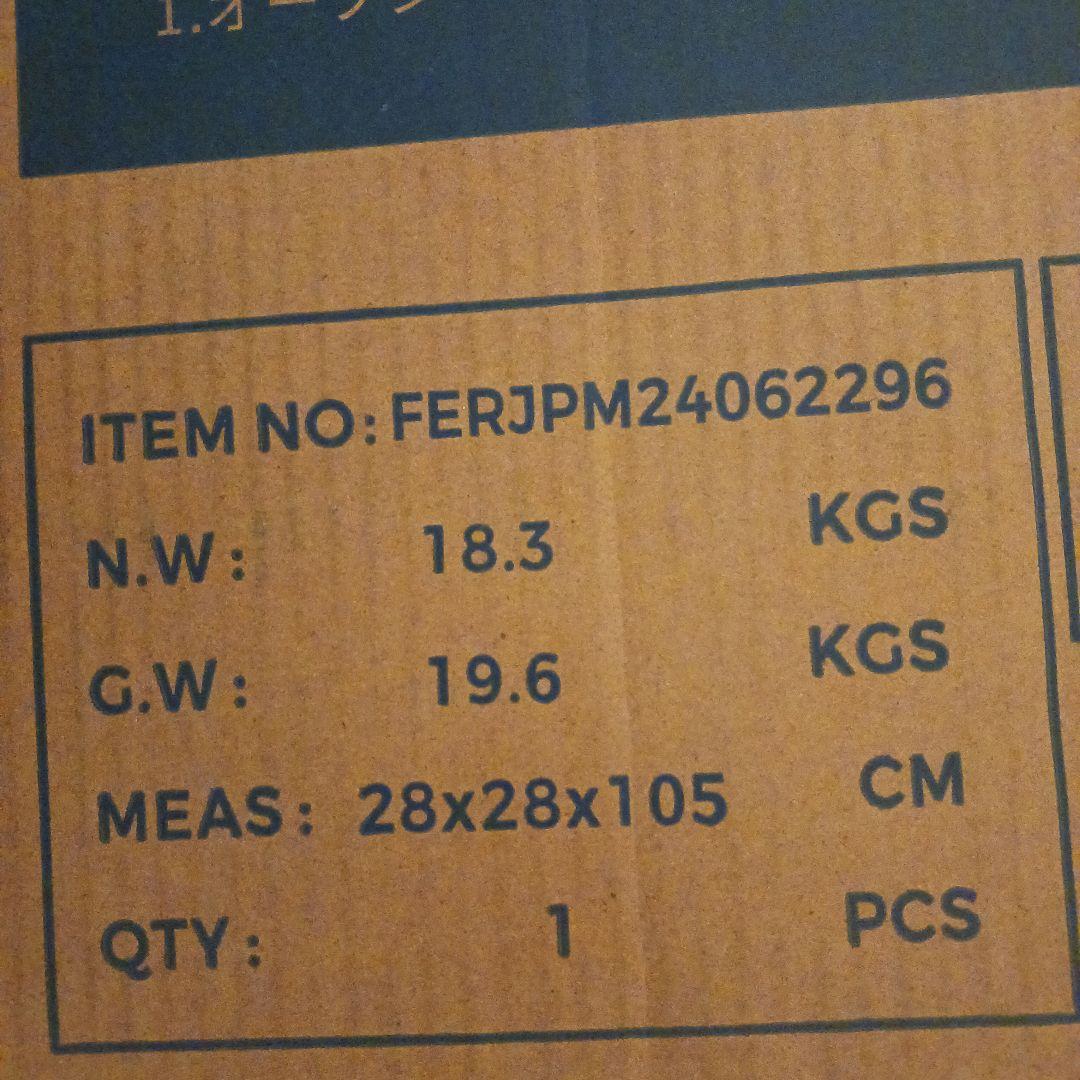 ITEM NO:FERJPM24062296
N.W: 18.3 KGS
G.W: 19.6 KGS
MEAS: 28x28x105 CM
QTY: 1 PCS